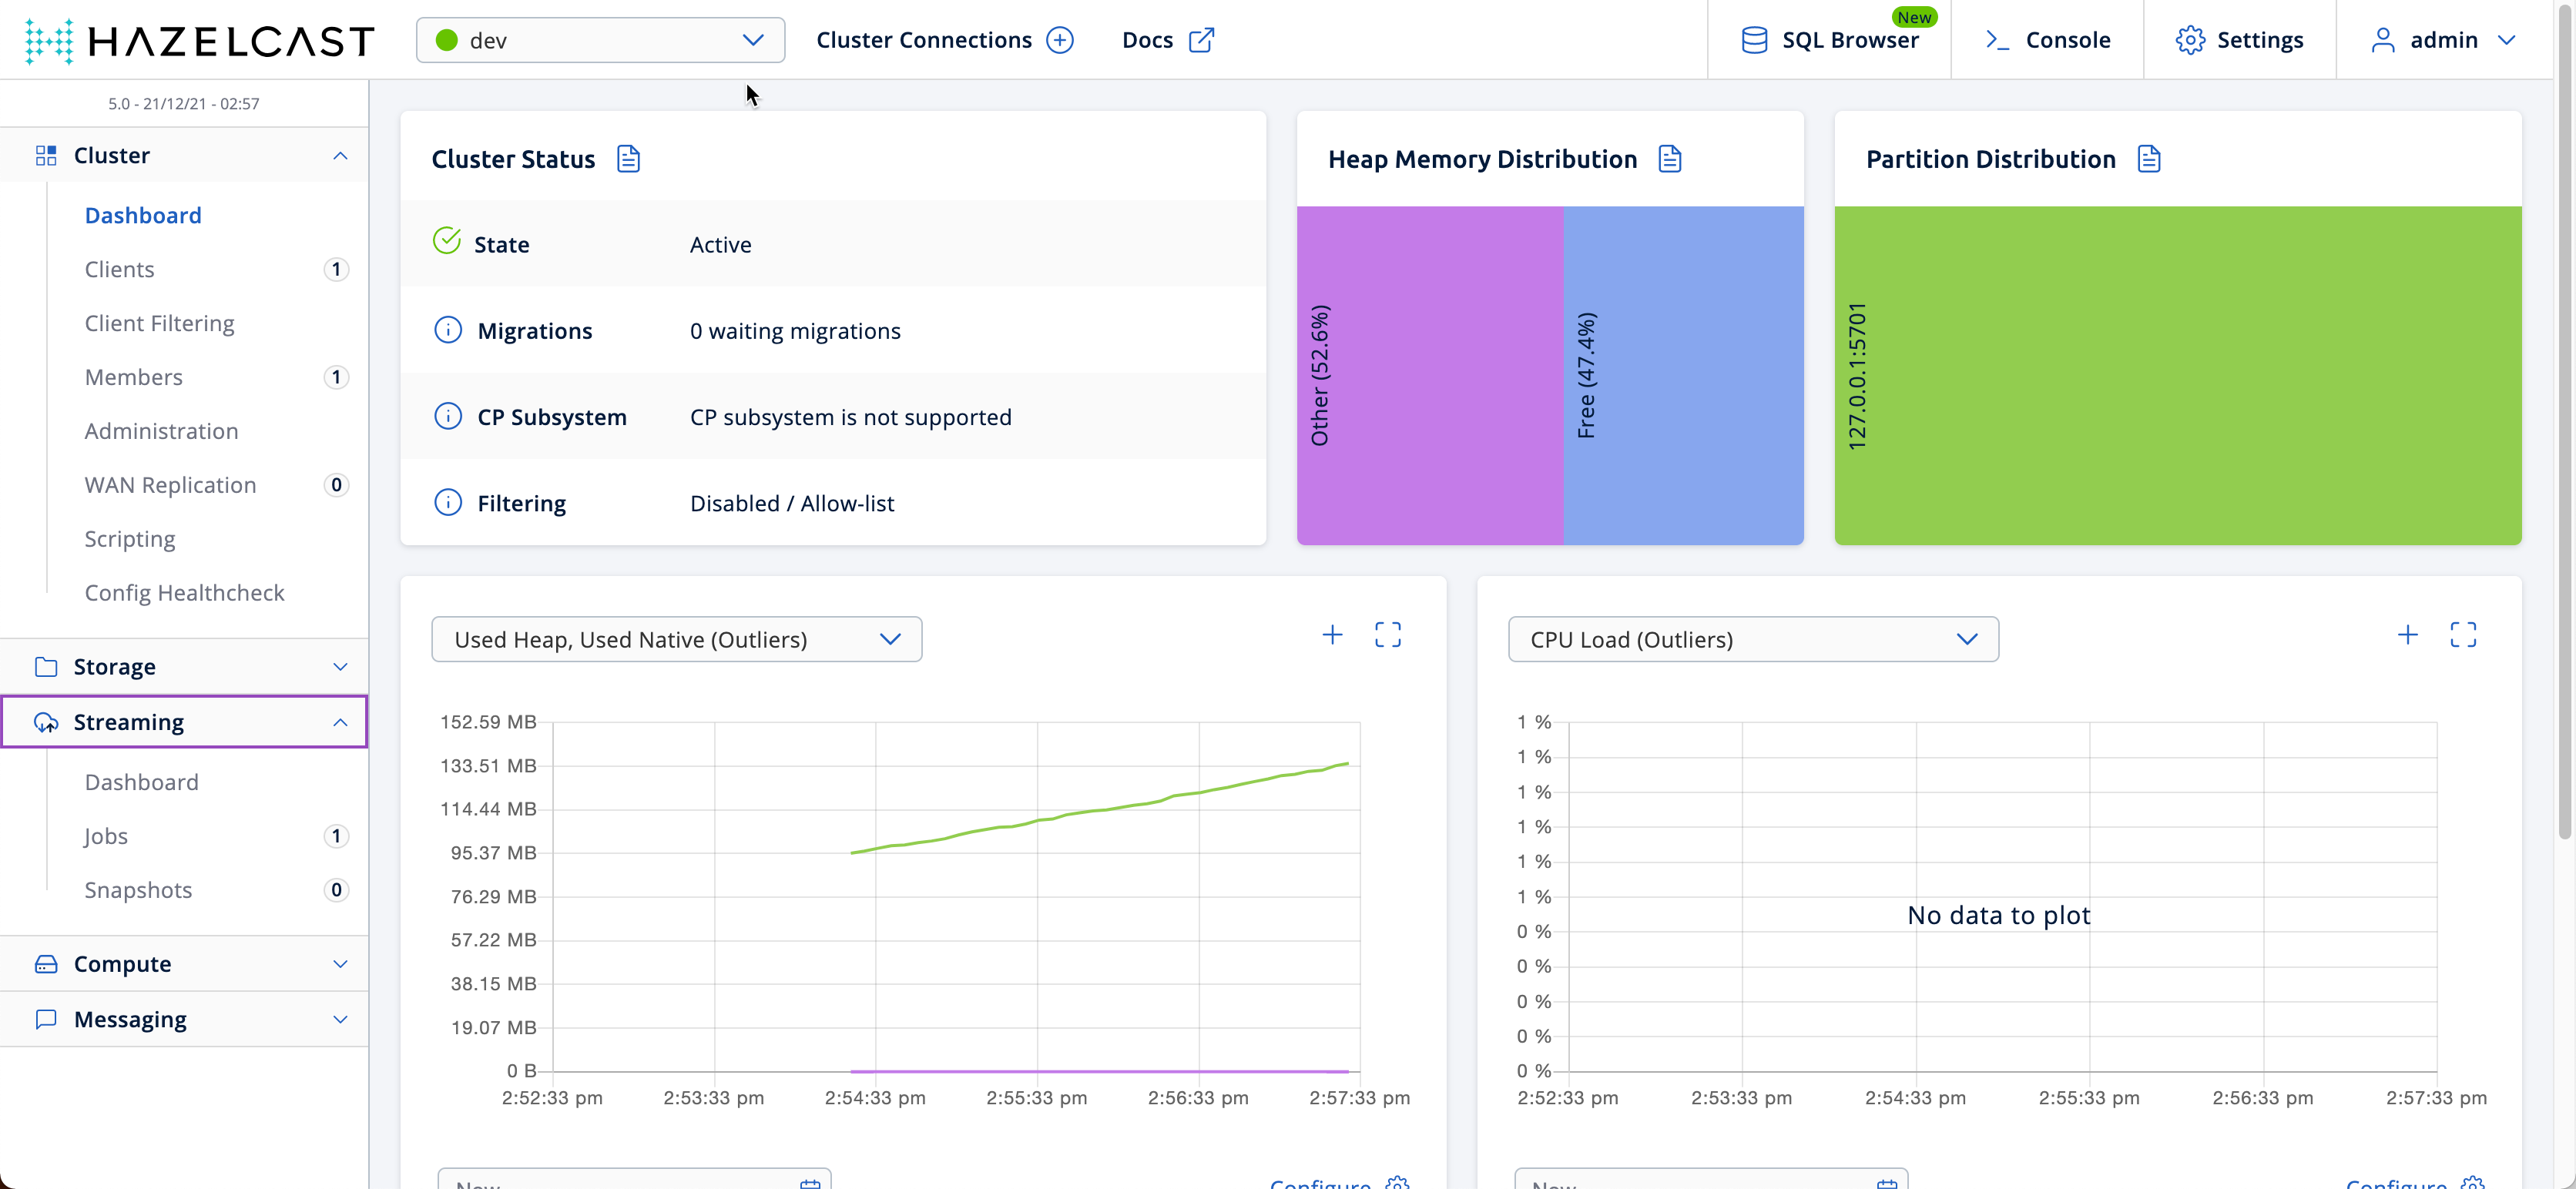 HAZELCAST
dev
Cluster Connections
Docs
New
SQL Browser
Console
Settings
admin
5.0 - 21/12/21 - 02:57
Cluster
Dashboard
Clients 1
Client Filtering
Members 1
Administration
WAN Replication 0
Scripting
Config Healthcheck
Storage
Streaming
Dashboard
Jobs 1
Snapshots 0
Compute
Messaging
Cluster Status
State Active
Migrations 0 waiting migrations
CP Subsystem CP subsystem is not supported
Filtering Disabled / Allow-list
Heap Memory Distribution
Other (52.6%)
Free (47.4%)
Partition Distribution
127.0.0.1:5701
Used Heap, Used Native (Outliers)
152.59 MB
133.51 MB
114.44 MB
95.37 MB
76.29 MB
57.22 MB
38.15 MB
19.07 MB
0 B
2:52:33 pm 2:53:33 pm 2:54:33 pm 2:55:33 pm 2:56:33 pm 2:57:33 pm
Now
Configure
CPU Load (Outliers)
1 %
1 %
1 %
1 %
1 %
1 %
0 %
0 %
0 %
0 %
0 %
No data to plot
2:52:33 pm 2:53:33 pm 2:54:33 pm 2:55:33 pm 2:56:33 pm 2:57:33 pm
Now
Configure